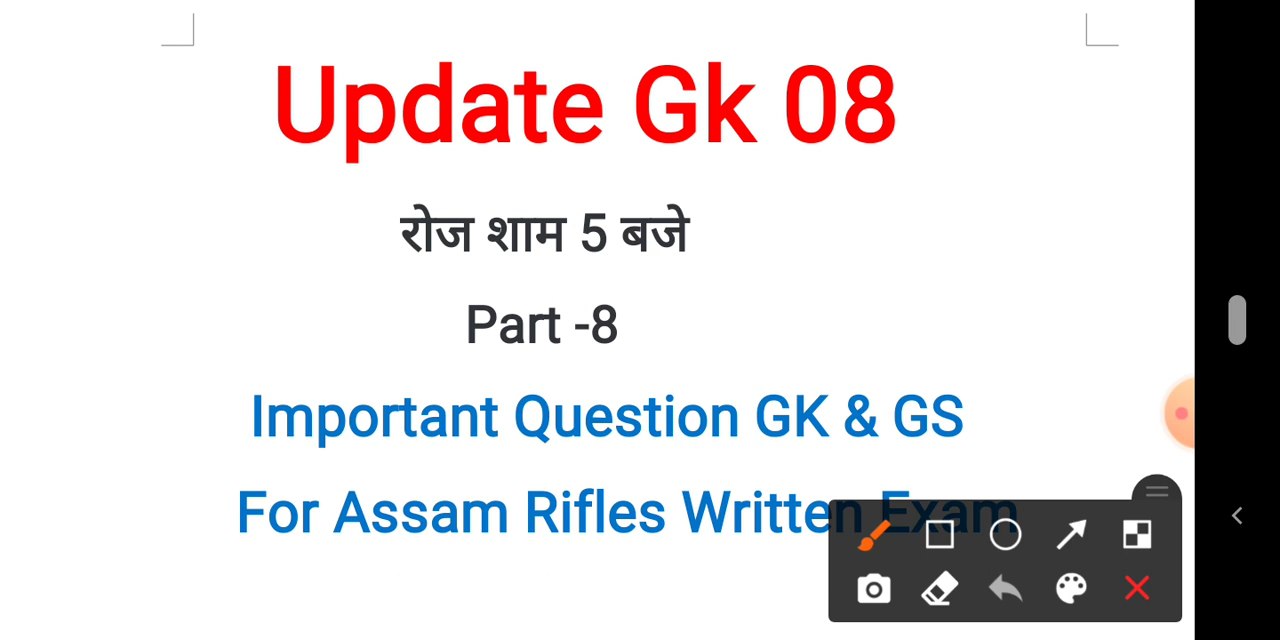 Update Gk 08
रोज शाम 5 बजे
Part -8
Important Question GK & GS
For Assam Rifles Written Exam